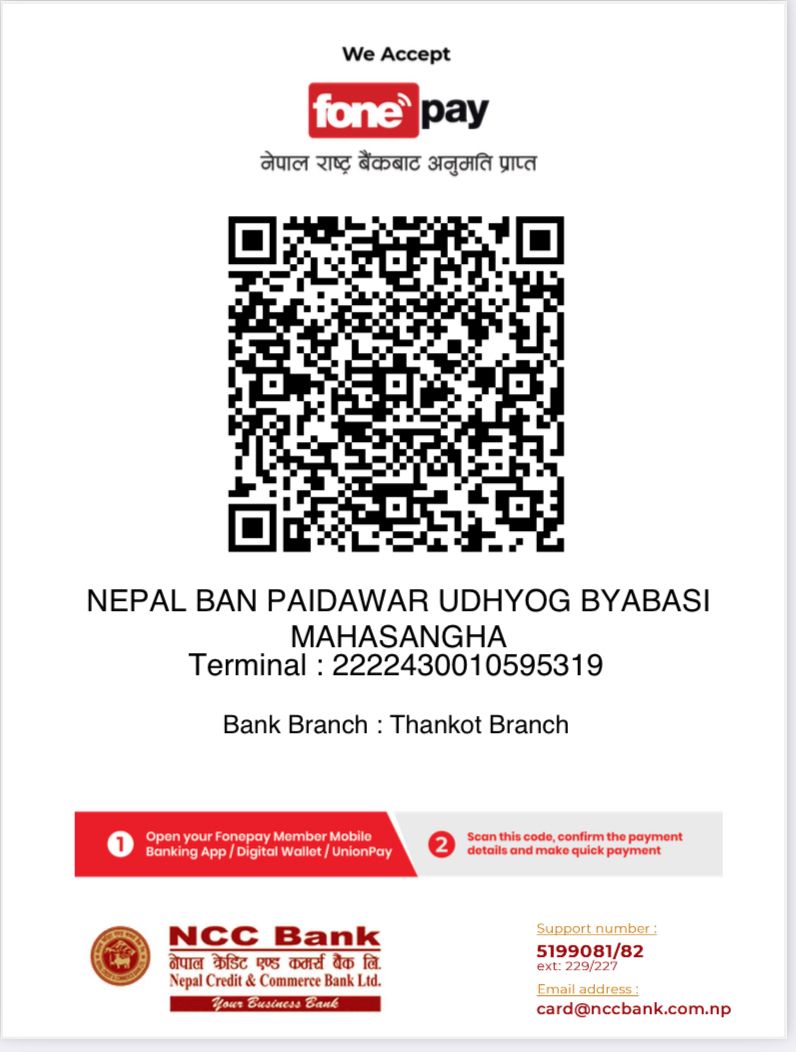 We Accept
fonepay
नेपाल राष्ट्र बैंकबाट अनुमति प्राप्त
NEPAL BAN PAIDAWAR UDHYOG BYABASI
MAHASANGHA
Terminal : 2222430010595319
Bank Branch : Thankot Branch
1 Open your Fonepay Member Mobile
Banking App / Digital Wallet / UnionPay
2 Scan this code, confirm the payment
details and make quick payment
NCC Bank
नेपाल क्रेडिट एण्ड कमर्स बैंक लि.
Nepal Credit & Commerce Bank Ltd.
Your Business Bank
Support number :
5199081/82
ext: 229/227
Email address :
card@nccbank.com.np